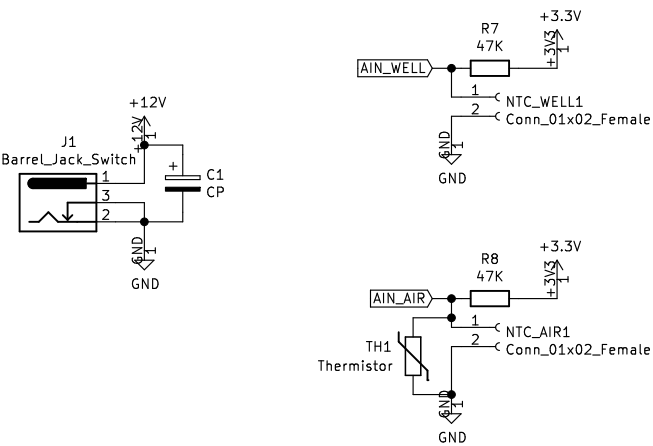 +12V
+12V
1
J1
Barrel_Jack_Switch
1
3
2
+
C1
CP
GND
1
GND
+3.3V
R7
47K
+3V3
1
AIN_WELL
1
NTC_WELL1
2
Conn_01x02_Female
GND
1
GND
+3.3V
R8
47K
+3V3
1
AIN_AIR
1
NTC_AIR1
2
Conn_01x02_Female
TH1
Thermistor
GND
1
GND